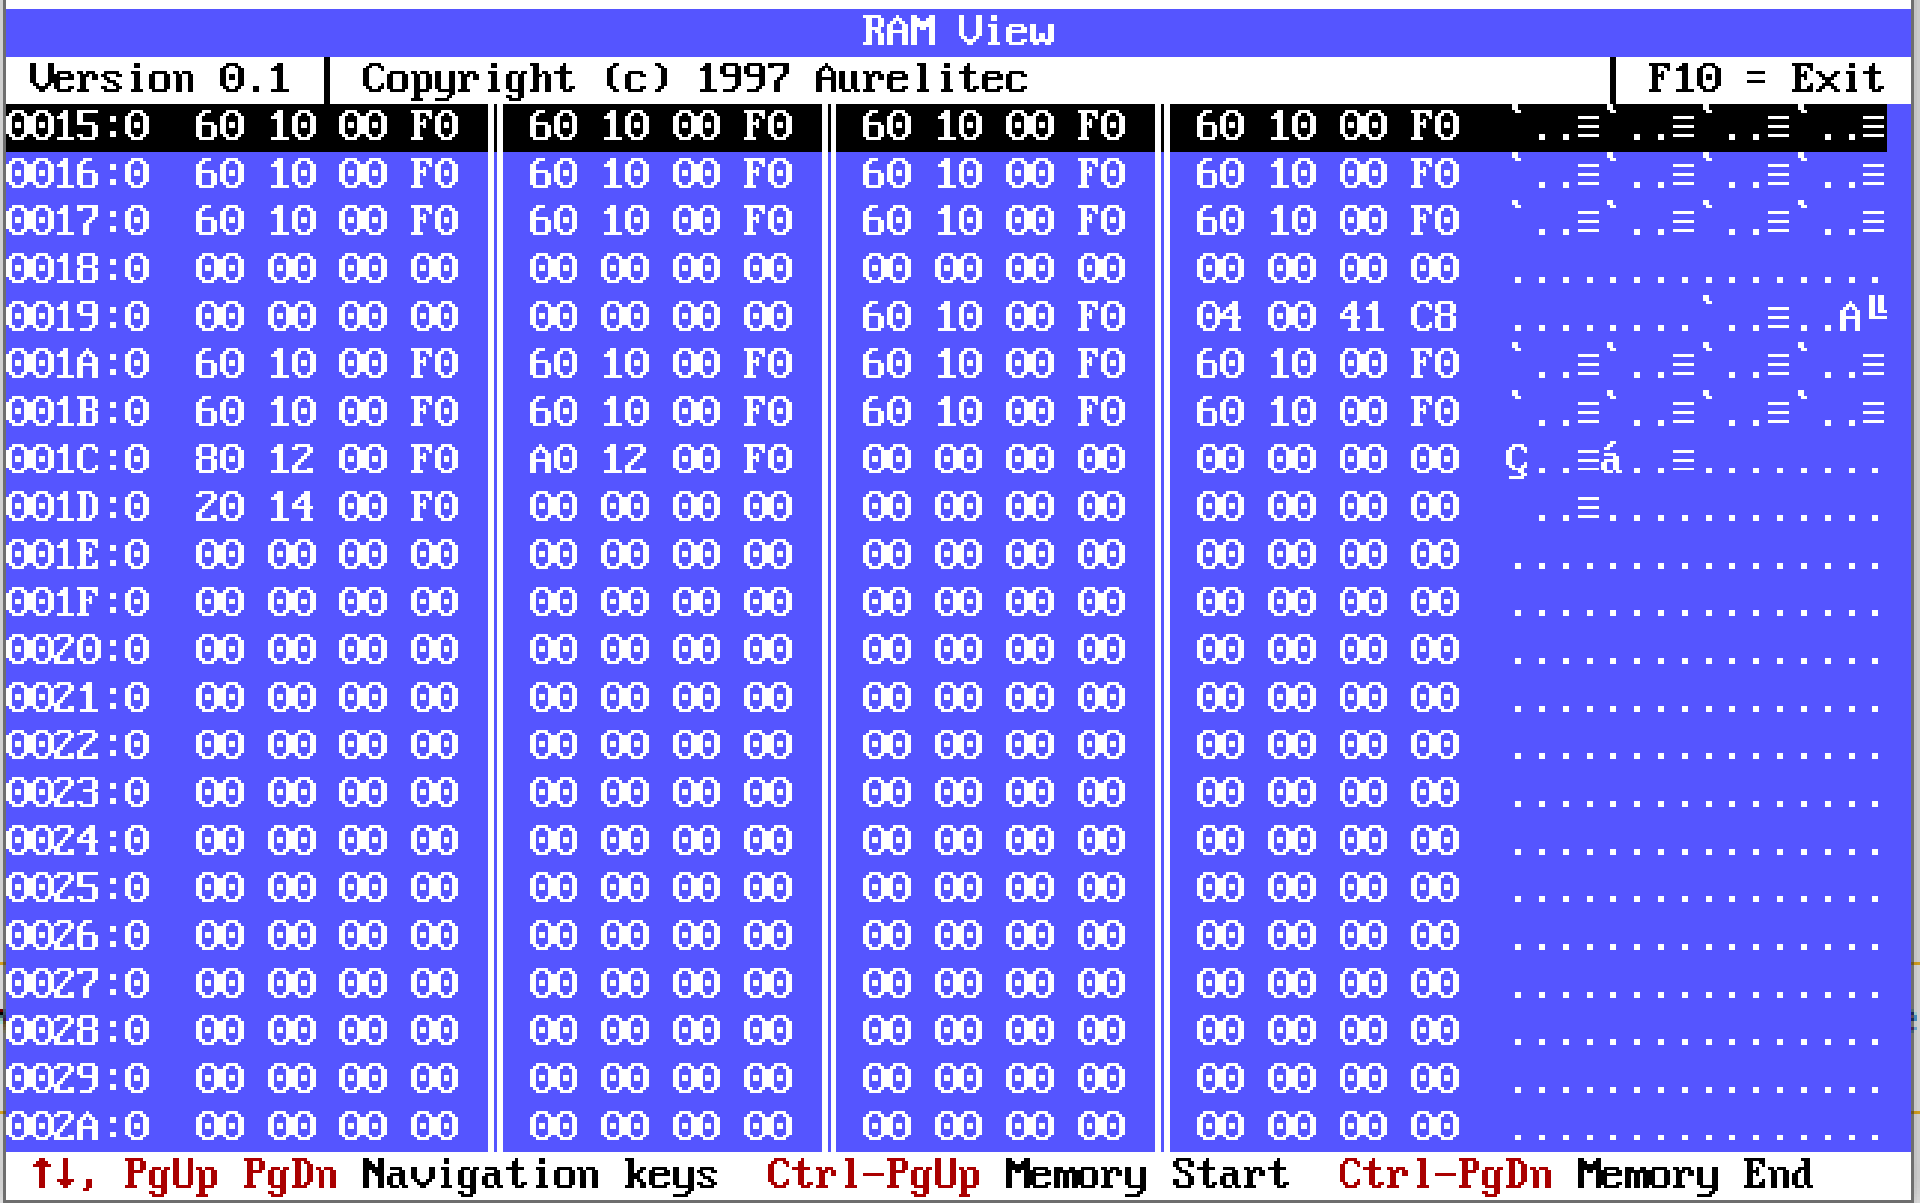 RAM View
Version 0.1 Copyright (c) 1997 Aurelitec F10 = Exit
0015:0 60 10 00 F0 60 10 00 F0 60 10 00 F0 60 10 00 F0 `..≡`..≡`..≡`..≡
0016:0 60 10 00 F0 60 10 00 F0 60 10 00 F0 60 10 00 F0 `..≡`..≡`..≡`..≡
0017:0 60 10 00 F0 60 10 00 F0 60 10 00 F0 60 10 00 F0 `..≡`..≡`..≡`..≡
0018:0 00 00 00 00 00 00 00 00 00 00 00 00 00 00 00 00 ................
0019:0 00 00 00 00 00 00 00 00 60 10 00 F0 04 00 41 C8 ........`..≡..A╚
001A:0 60 10 00 F0 60 10 00 F0 60 10 00 F0 60 10 00 F0 `..≡`..≡`..≡`..≡
001B:0 60 10 00 F0 60 10 00 F0 60 10 00 F0 60 10 00 F0 `..≡`..≡`..≡`..≡
001C:0 80 12 00 F0 A0 12 00 F0 00 00 00 00 00 00 00 00 Ç..≡á..≡........
001D:0 20 14 00 F0 00 00 00 00 00 00 00 00 00 00 00 00  ..≡............
001E:0 00 00 00 00 00 00 00 00 00 00 00 00 00 00 00 00 ................
001F:0 00 00 00 00 00 00 00 00 00 00 00 00 00 00 00 00 ................
0020:0 00 00 00 00 00 00 00 00 00 00 00 00 00 00 00 00 ................
0021:0 00 00 00 00 00 00 00 00 00 00 00 00 00 00 00 00 ................
0022:0 00 00 00 00 00 00 00 00 00 00 00 00 00 00 00 00 ................
0023:0 00 00 00 00 00 00 00 00 00 00 00 00 00 00 00 00 ................
0024:0 00 00 00 00 00 00 00 00 00 00 00 00 00 00 00 00 ................
0025:0 00 00 00 00 00 00 00 00 00 00 00 00 00 00 00 00 ................
0026:0 00 00 00 00 00 00 00 00 00 00 00 00 00 00 00 00 ................
0027:0 00 00 00 00 00 00 00 00 00 00 00 00 00 00 00 00 ................
0028:0 00 00 00 00 00 00 00 00 00 00 00 00 00 00 00 00 ................
0029:0 00 00 00 00 00 00 00 00 00 00 00 00 00 00 00 00 ................
002A:0 00 00 00 00 00 00 00 00 00 00 00 00 00 00 00 00 ................
↑↓, PgUp PgDn Navigation keys Ctrl-PgUp Memory Start Ctrl-PgDn Memory End